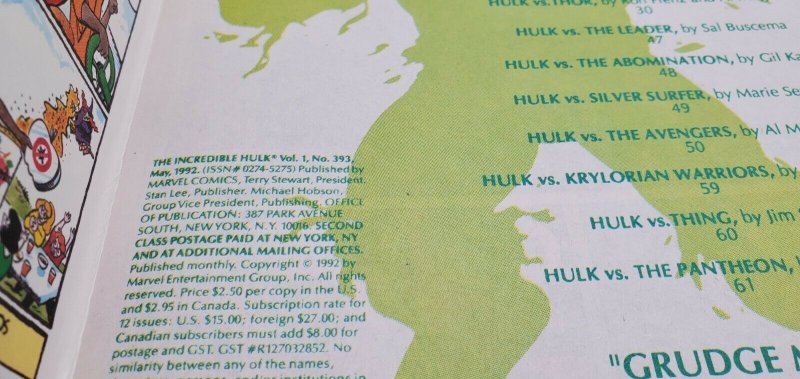 HULK vs. THOR, by Ron Frenz and
30
HULK vs. THE LEADER, by Sal Buscema
47
HULK vs. THE ABOMINATION, by Gil Ka
48
HULK vs. SILVER SURFER, by Marie Se
49
HULK vs. THE AVENGERS, by Al M
50
HULK vs. KRYLORIAN WARRIORS, by
59
HULK vs. THING, by Jim
60
HULK vs. THE PANTHEON,
61
"GRUDGE
THE INCREDIBLE HULK® Vol. 1, No. 393,
May, 1992. (ISSN# 0274-5275) Published by
MARVEL COMICS, Terry Stewart, President.
Stan Lee, Publisher. Michael Hobson,
Group Vice President, Publishing. OFFICE
OF PUBLICATION: 387 PARK AVENUE
SOUTH, NEW YORK, N.Y. 10016. SECOND
CLASS POSTAGE PAID AT NEW YORK, NY
AND AT ADDITIONAL MAILING OFFICES.
Published monthly. Copyright © 1992 by
Marvel Entertainment Group, Inc. All rights
reserved. Price $2.50 per copy in the U.S.
and $2.95 in Canada. Subscription rate for
12 issues: U.S. $15.00; foreign $27.00; and
Canadian subscribers must add $8.00 for
postage and GST. GST #R127032852. No
similarity between any of the names,